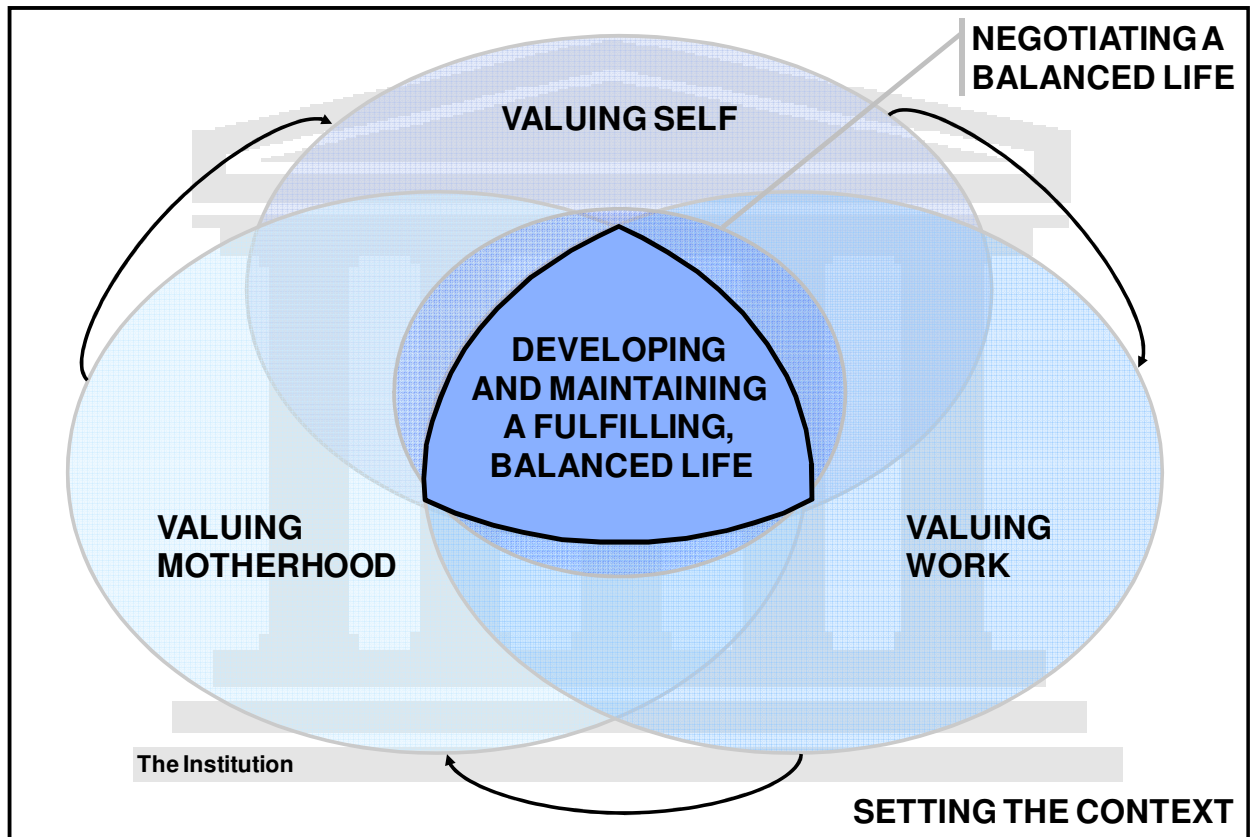 NEGOTIATING A
BALANCED LIFE
VALUING SELF
DEVELOPING
AND MAINTAINING
A FULFILLING,
BALANCED LIFE
VALUING
MOTHERHOOD
VALUING
WORK
The Institution
SETTING THE CONTEXT